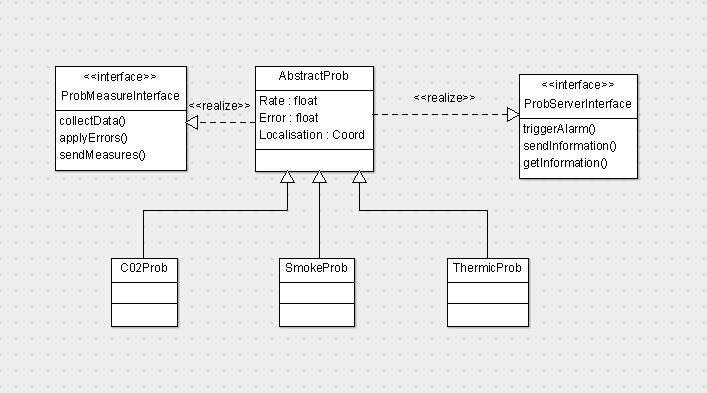 <<interface>>
ProbMeasureInterface
collectData()
applyErrors()
sendMeasures()
<<realize>>
AbstractProb
Rate : float
Error : float
Localisation : Coord
<<realize>>
<<interface>>
ProbServerInterface
triggerAlarm()
sendInformation()
getInformation()
C02Prob
SmokeProb
ThermicProb